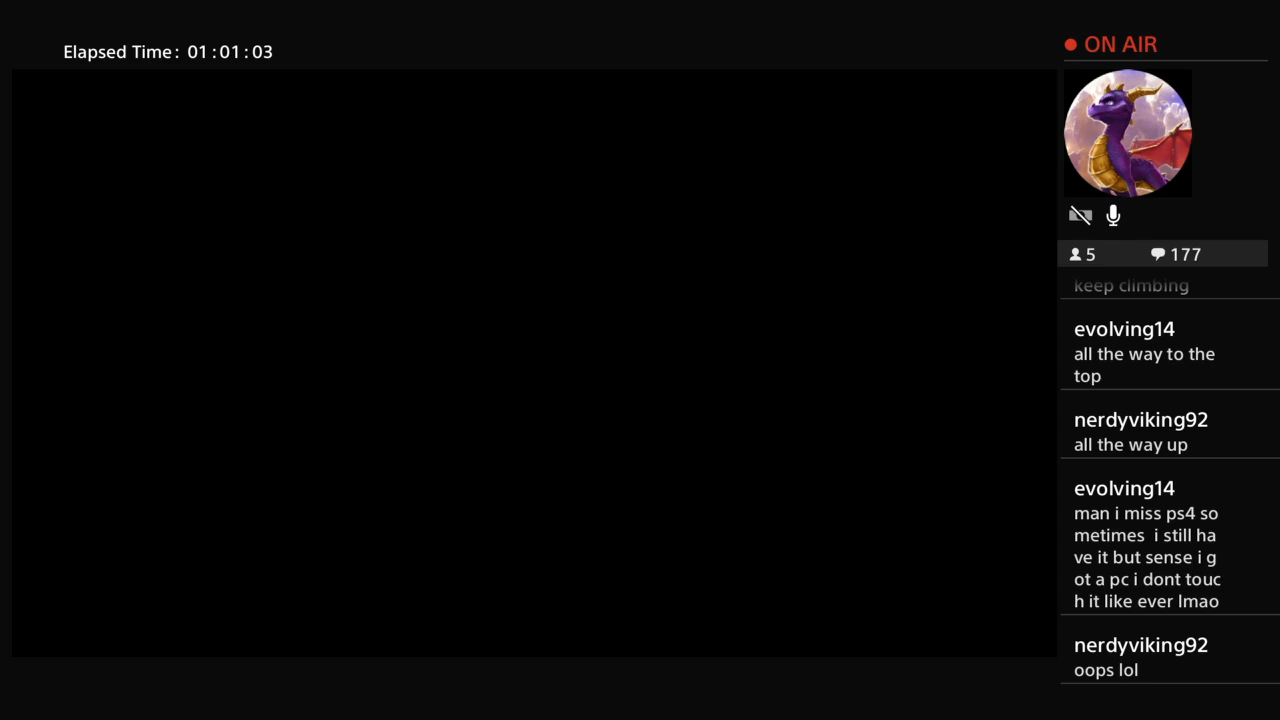 Elapsed Time: 01:01:03
ON AIR
5 177
keep climbing
evolving14
all the way to the
top
nerdyviking92
all the way up
evolving14
man i miss ps4 so
metimes  i still ha
ve it but sense i g
ot a pc i dont touc
h it like ever lmao
nerdyviking92
oops lol